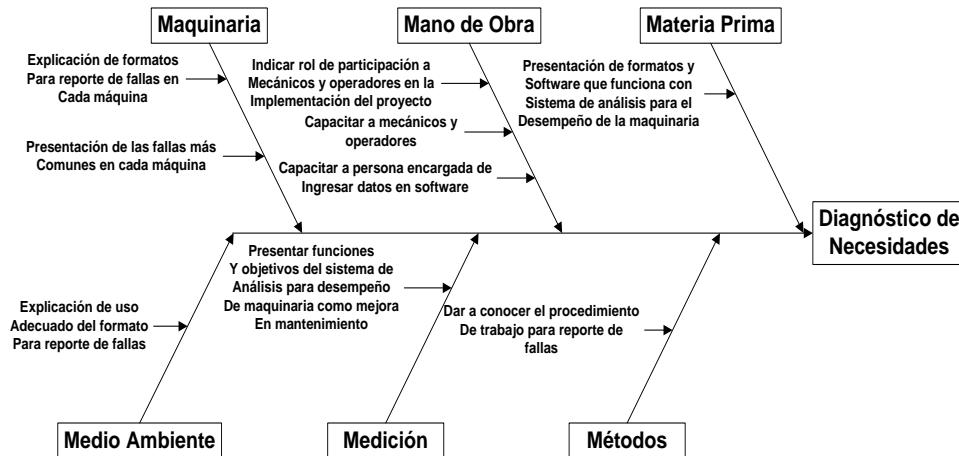 Maquinaria
Mano de Obra
Materia Prima
Explicación de formatos
Para reporte de fallas en
Cada máquina
Presentación de las fallas más
Comunes en cada máquina
Indicar rol de participación a
Mecánicos y operadores en la
Implementación del proyecto
Capacitar a mecánicos y
operadores
Capacitar a persona encargada de
Ingresar datos en software
Presentación de formatos y
Software que funciona con
Sistema de análisis para el
Desempeño de la maquinaria
Diagnóstico de
Necesidades
Explicación de uso
Adecuado del formato
Para reporte de fallas
Presentar funciones
Y objetivos del sistema de
Análisis para desempeño
De maquinaria como mejora
En mantenimiento
Dar a conocer el procedimiento
De trabajo para reporte de
fallas
Medio Ambiente
Medición
Métodos